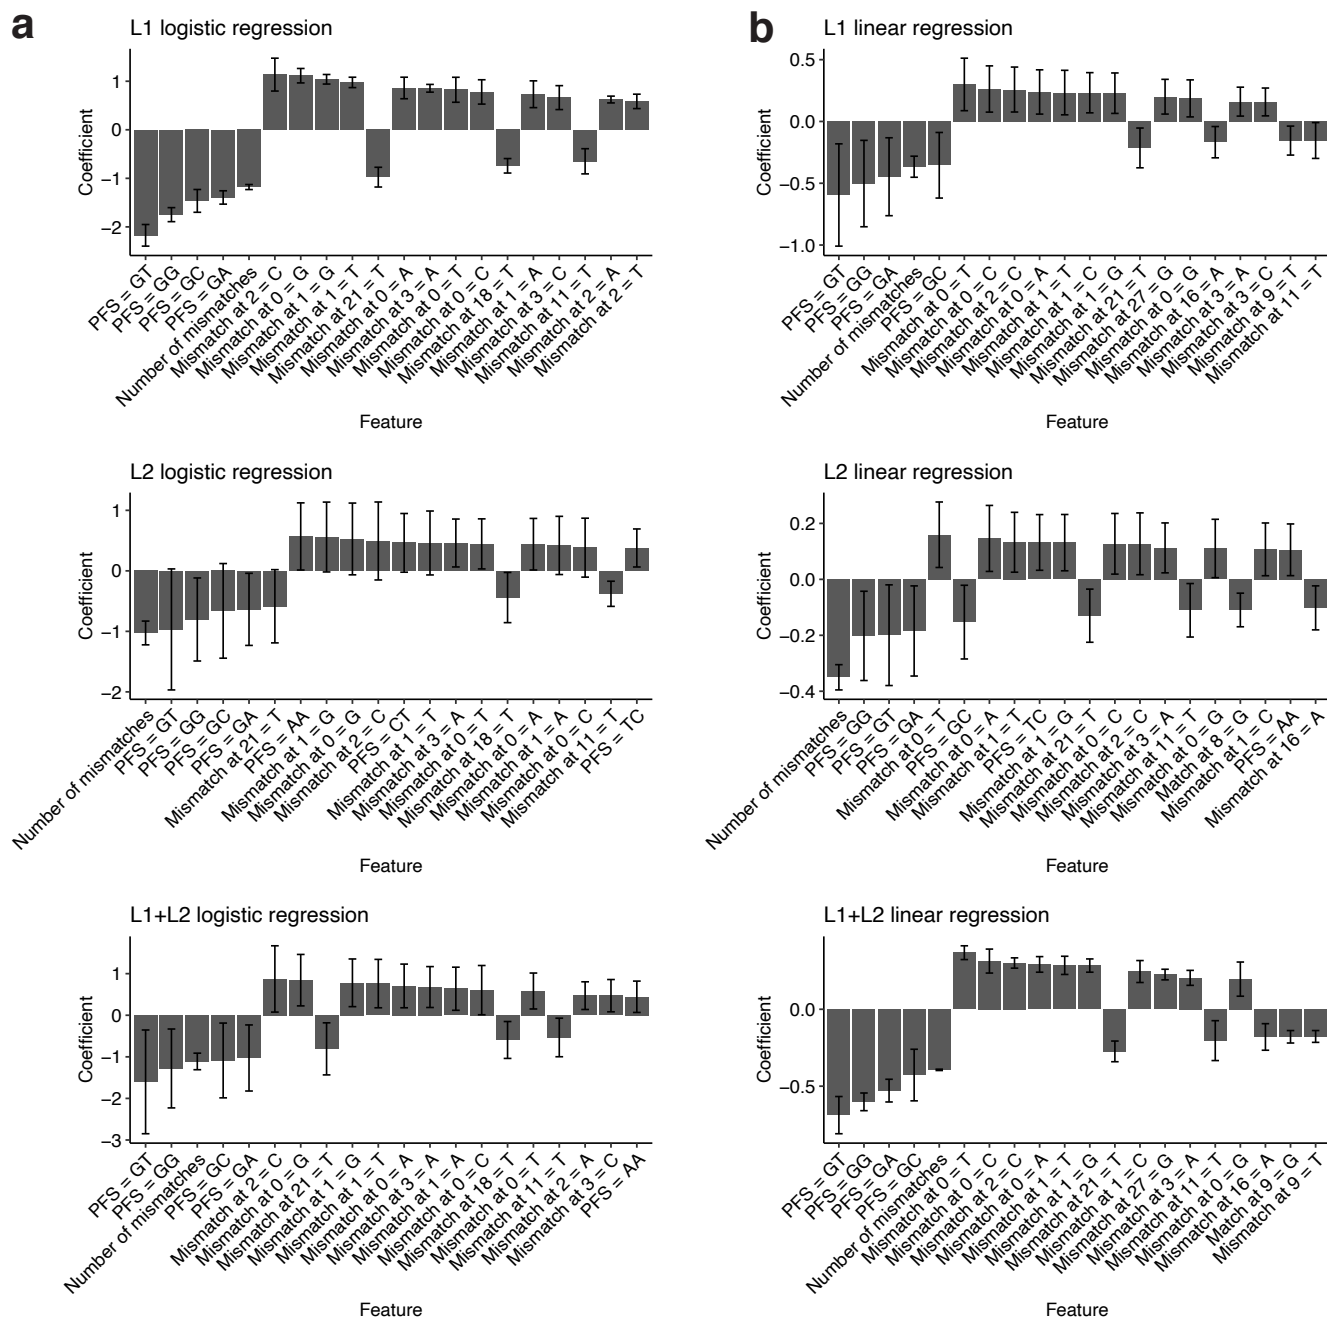 a
L1 logistic regression
Coefficient
1
0
−1
−2
PFS = GT
PFS = GG
PFS = GC
PFS = GA
Number of mismatches
Mismatch at 2 = C
Mismatch at 0 = G
Mismatch at 1 = G
Mismatch at 1 = T
Mismatch at 21 = T
Mismatch at 0 = A
Mismatch at 3 = A
Mismatch at 0 = T
Mismatch at 0 = C
Mismatch at 18 = T
Mismatch at 1 = A
Mismatch at 3 = C
Mismatch at 11 = T
Mismatch at 2 = A
Mismatch at 2 = T
Feature
L2 logistic regression
Coefficient
1
0
−1
−2
Number of mismatches
PFS = GT
PFS = GG
PFS = GC
PFS = GA
Mismatch at 21 = T
PFS = AA
Mismatch at 1 = G
Mismatch at 0 = G
Mismatch at 2 = C
PFS = CT
Mismatch at 1 = T
Mismatch at 3 = A
Mismatch at 0 = T
Mismatch at 18 = T
Mismatch at 0 = A
Mismatch at 1 = A
Mismatch at 0 = C
Mismatch at 11 = T
PFS = TC
Feature
L1+L2 logistic regression
Coefficient
1
0
−1
−2
−3
PFS = GT
PFS = GG
Number of mismatches
PFS = GC
PFS = GA
Mismatch at 2 = C
Mismatch at 0 = G
Mismatch at 21 = T
Mismatch at 1 = G
Mismatch at 1 = T
Mismatch at 0 = A
Mismatch at 3 = A
Mismatch at 1 = A
Mismatch at 0 = C
Mismatch at 18 = T
Mismatch at 0 = T
Mismatch at 11 = T
Mismatch at 2 = A
Mismatch at 3 = C
PFS = AA
Feature
b
L1 linear regression
Coefficient
0.5
0.0
−0.5
−1.0
PFS = GT
PFS = GG
PFS = GA
Number of mismatches
PFS = GC
Mismatch at 0 = T
Mismatch at 0 = C
Mismatch at 2 = C
Mismatch at 0 = A
Mismatch at 1 = T
Mismatch at 1 = C
Mismatch at 1 = G
Mismatch at 21 = T
Mismatch at 27 = G
Mismatch at 0 = G
Mismatch at 16 = A
Mismatch at 3 = A
Mismatch at 3 = C
Mismatch at 9 = T
Mismatch at 11 = T
Feature
L2 linear regression
Coefficient
0.2
0.0
−0.2
−0.4
Number of mismatches
PFS = GG
PFS = GT
PFS = GA
Mismatch at 0 = T
PFS = GC
Mismatch at 0 = A
Mismatch at 1 = T
PFS = TC
Mismatch at 1 = G
Mismatch at 21 = T
Mismatch at 0 = C
Mismatch at 2 = C
Mismatch at 3 = A
Mismatch at 11 = T
Mismatch at 0 = G
Match at 8 = G
Mismatch at 1 = C
PFS = AA
Mismatch at 16 = A
Feature
L1+L2 linear regression
Coefficient
0.0
−0.5
PFS = GT
PFS = GG
PFS = GA
PFS = GC
Number of mismatches
Mismatch at 0 = T
Mismatch at 0 = C
Mismatch at 2 = C
Mismatch at 0 = A
Mismatch at 1 = T
Mismatch at 1 = G
Mismatch at 21 = T
Mismatch at 1 = C
Mismatch at 27 = G
Mismatch at 3 = A
Mismatch at 11 = T
Mismatch at 0 = G
Mismatch at 16 = A
Match at 9 = G
Mismatch at 9 = T
Feature